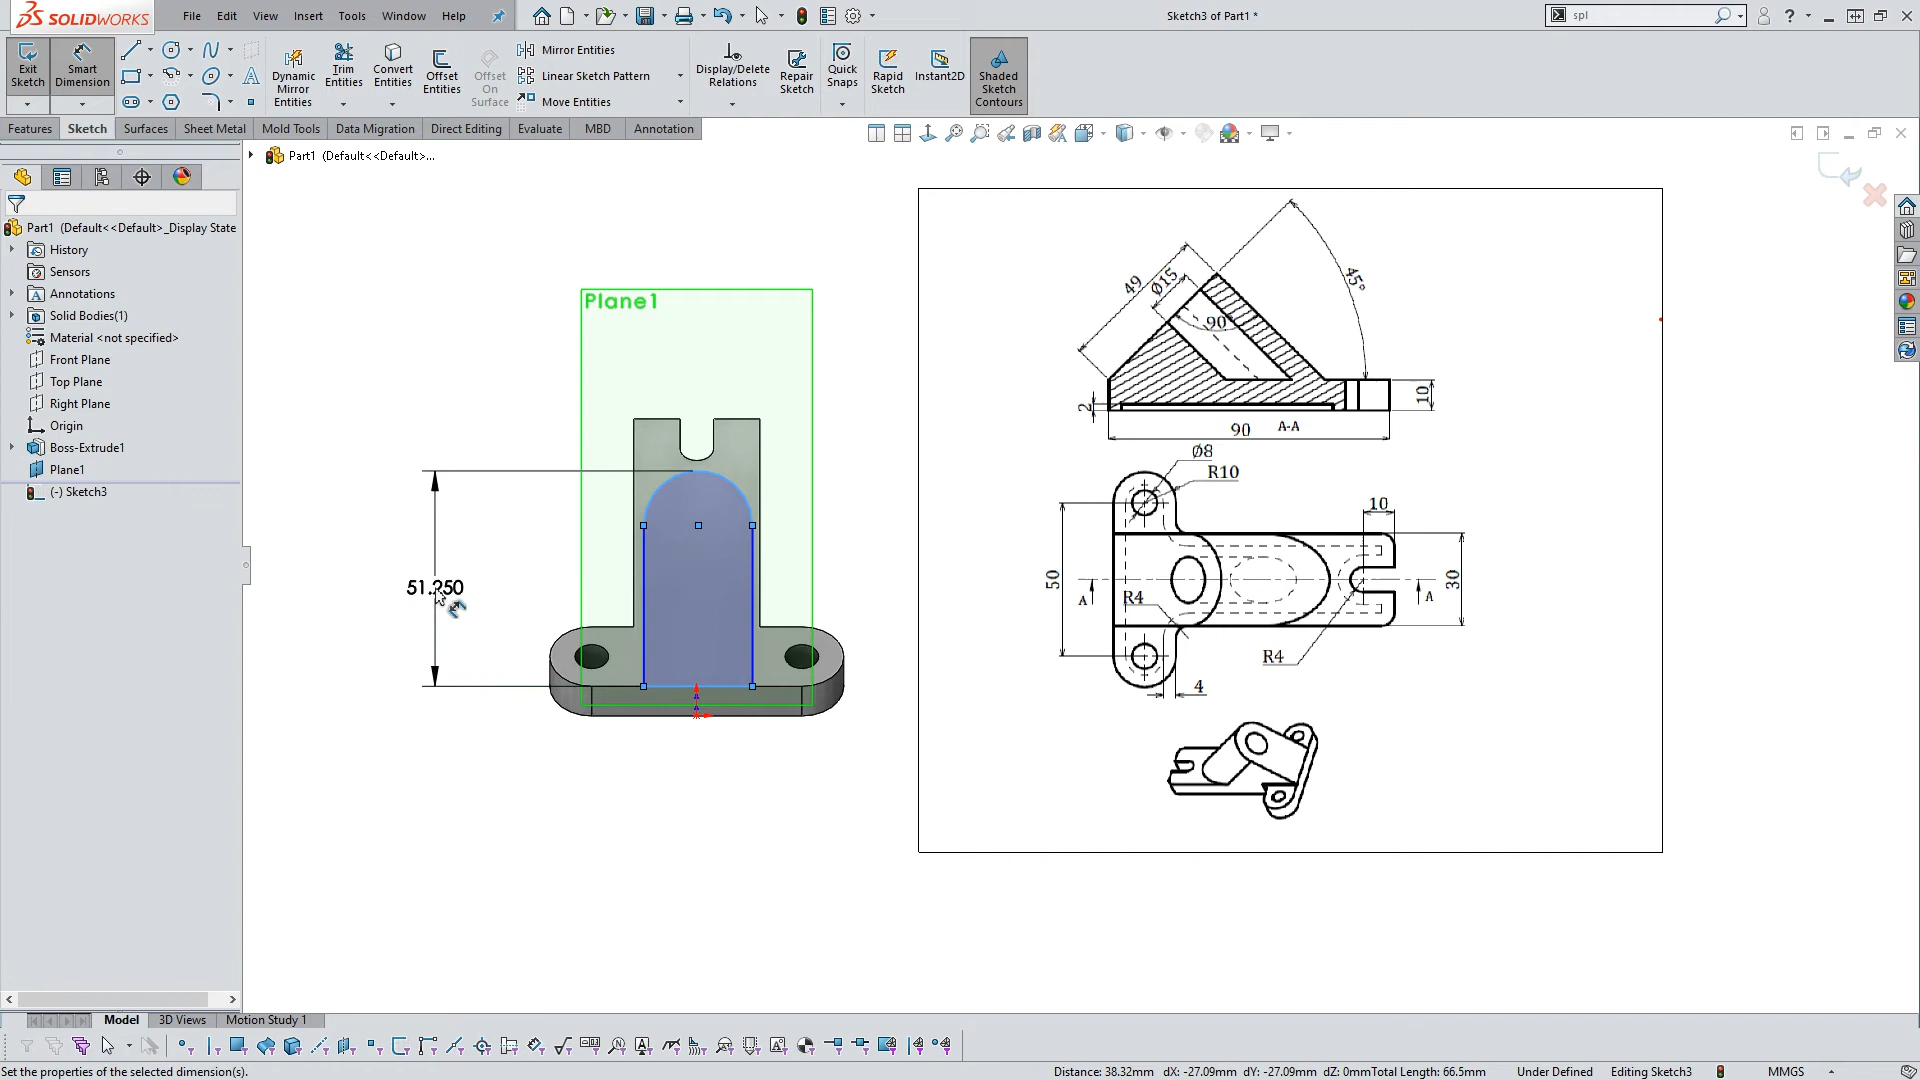 SOLIDWORKS
File Edit View Insert Tools Window Help
Sketch3 of Part1 *
spl
Exit Sketch
Smart Dimension
Dynamic Mirror Entities
Trim Entities
Convert Entities
Offset Entities
Offset On Surface
Mirror Entities
Linear Sketch Pattern
Move Entities
Display/Delete Relations
Repair Sketch
Quick Snaps
Rapid Sketch
Instant2D
Shaded Sketch Contours
Features Sketch Surfaces Sheet Metal Mold Tools Data Migration Direct Editing Evaluate MBD Annotation
Part1 (Default<<Default>...
Part1 (Default<<Default>_Display State
History
Sensors
Annotations
Solid Bodies(1)
Material <not specified>
Front Plane
Top Plane
Right Plane
Origin
Boss-Extrude1
Plane1
(-) Sketch3
Plane1
49
Ø15
45°
90
2
10
90
A-A
Ø8
R10
10
50
30
A
A
R4
R4
4
Model 3D Views Motion Study 1
Set the properties of the selected dimension(s).
Distance: 38.32mm dX: -27.09mm dY: -27.09mm dZ: 0mmTotal Length: 66.5mm Under Defined Editing Sketch3 MMGS